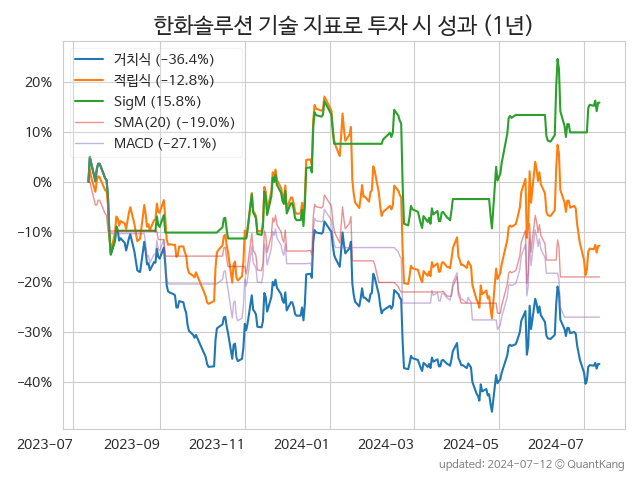 한화솔루션 기술 지표로 투자 시 성과 (1년)
거치식 (−36.4%)
적립식 (−12.8%)
SigM (15.8%)
SMA(20) (−19.0%)
MACD (−27.1%)
20%
10%
0%
−10%
−20%
−30%
−40%
2023-07 2023-09 2023-11 2024-01 2024-03 2024-05 2024-07
updated: 2024-07-12 © QuantKang